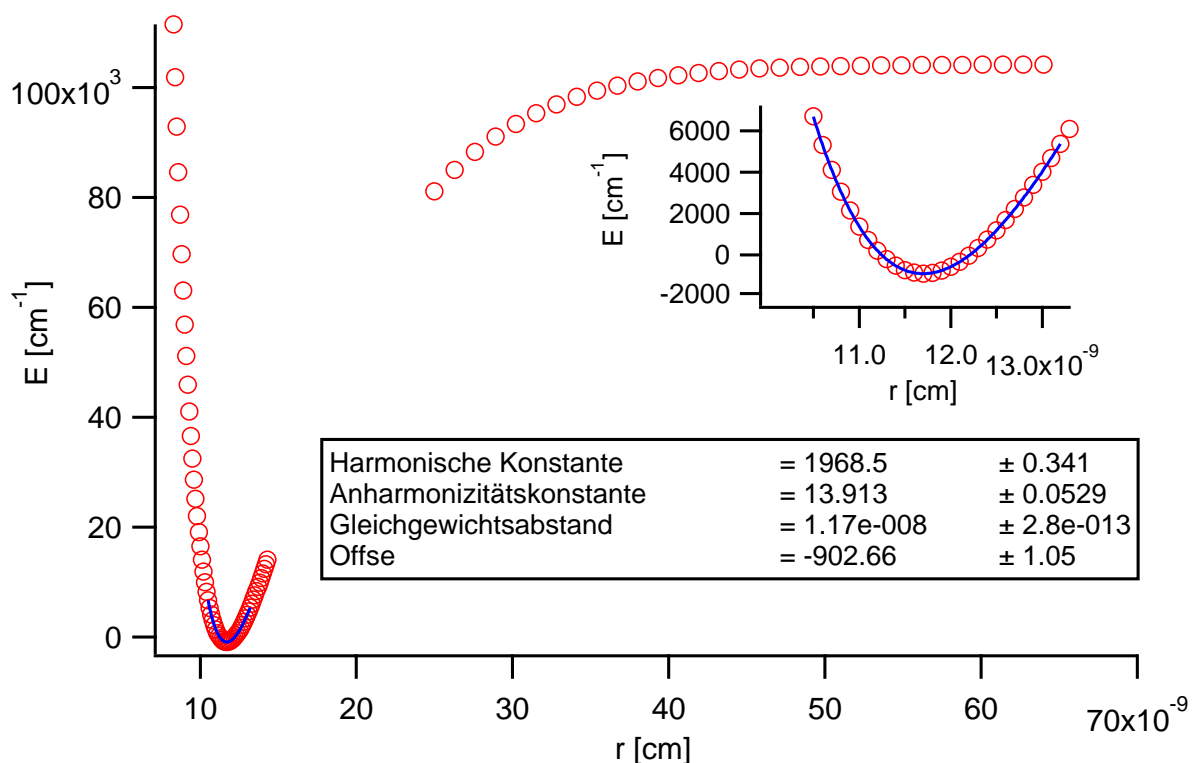 100x10³
80
60
40
20
0
E [cm⁻¹]
10
20
30
40
50
60
70x10⁻⁹
r [cm]
6000
4000
2000
0
-2000
E [cm⁻¹]
11.0
12.0
13.0x10⁻⁹
r [cm]
Harmonische Konstante = 1968.5 ± 0.341
Anharmonizitätskonstante = 13.913 ± 0.0529
Gleichgewichtsabstand = 1.17e-008 ± 2.8e-013
Offse = -902.66 ± 1.05